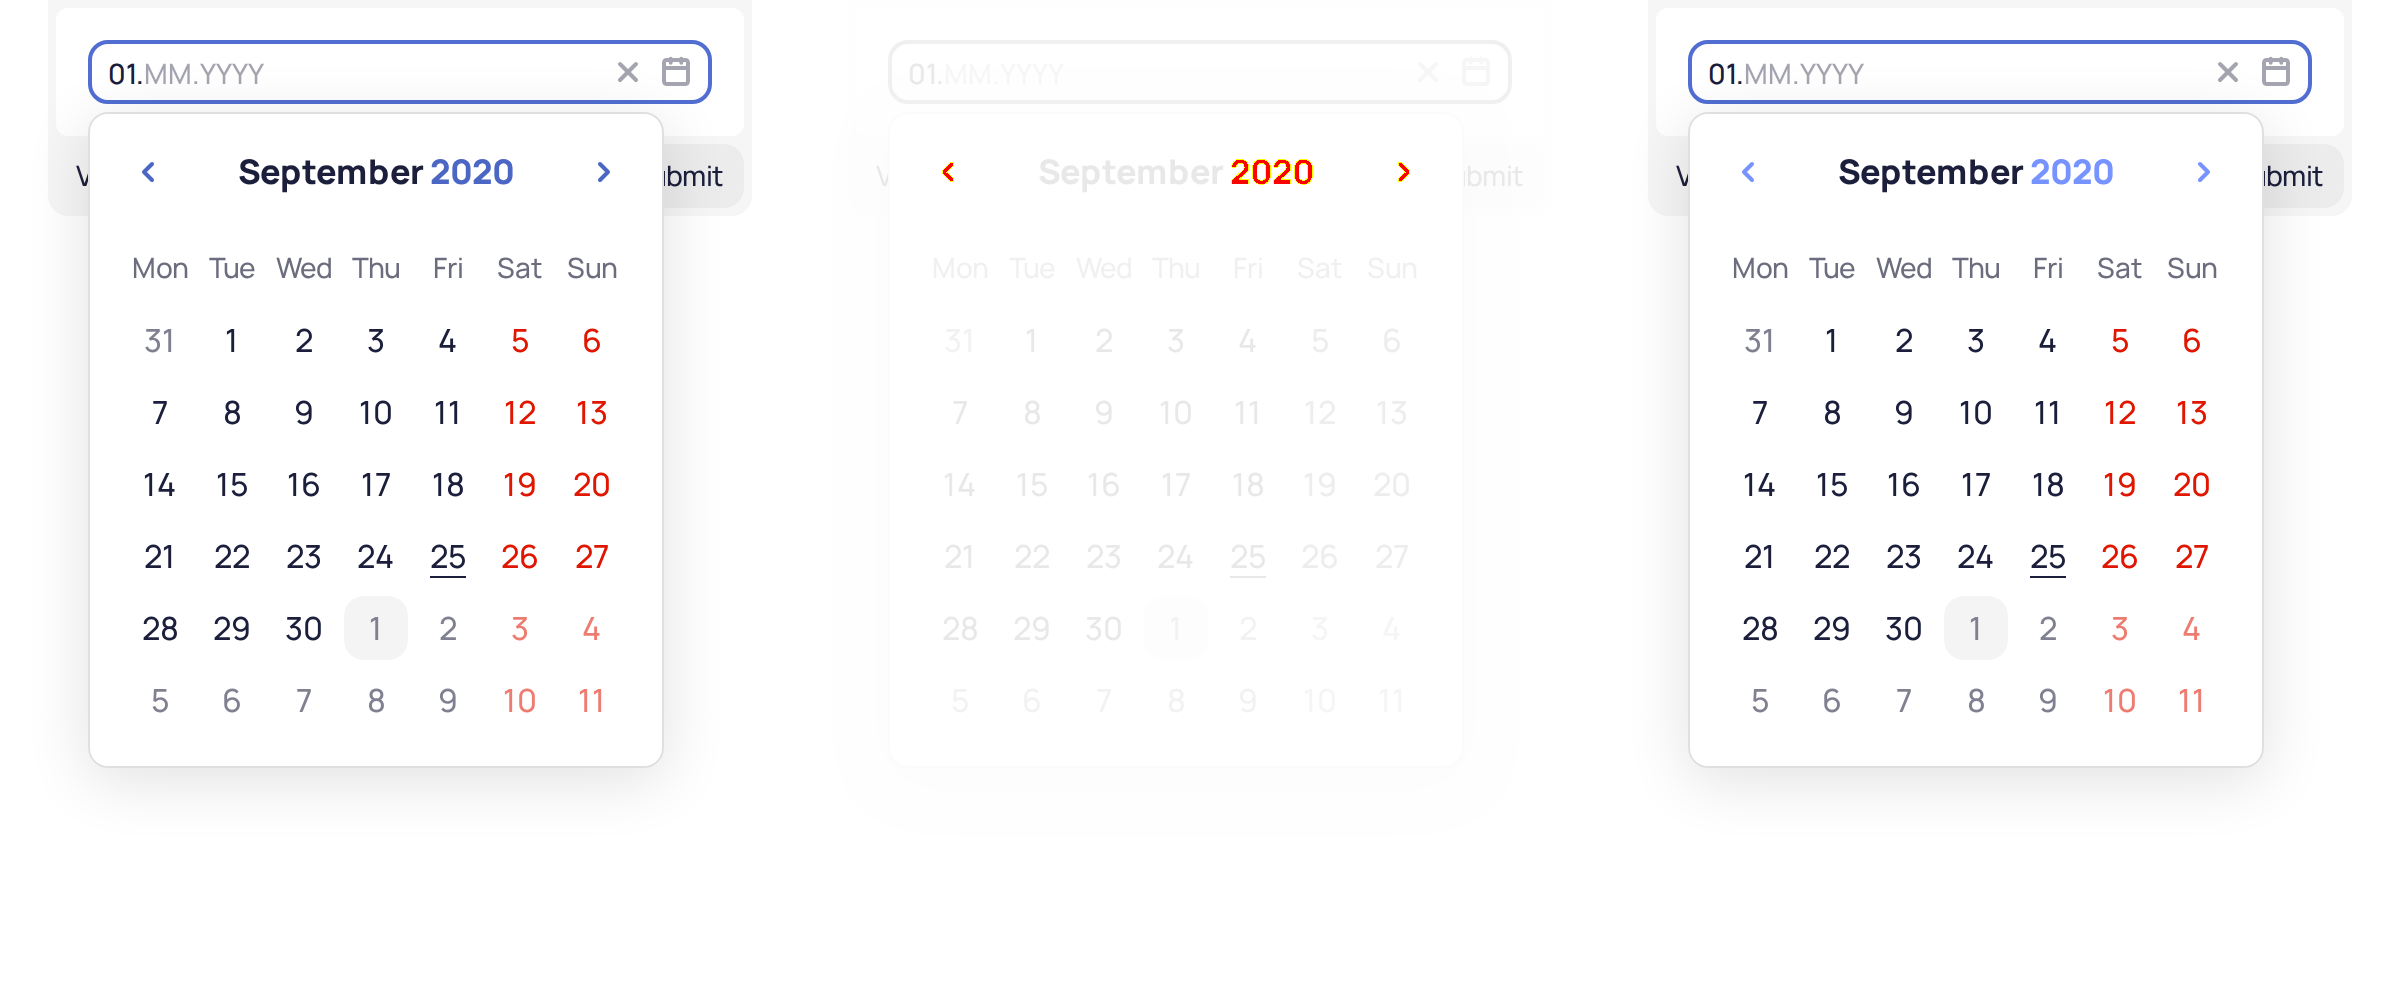 01.MM.YYYY
V
September 2020
bmit
Mon Tue Wed Thu Fri Sat Sun
31 1 2 3 4 5 6
7 8 9 10 11 12 13
14 15 16 17 18 19 20
21 22 23 24 25 26 27
28 29 30 1 2 3 4
5 6 7 8 9 10 11
01.MM.YYYY
V
September 2020
bmit
Mon Tue Wed Thu Fri Sat Sun
31 1 2 3 4 5 6
7 8 9 10 11 12 13
14 15 16 17 18 19 20
21 22 23 24 25 26 27
28 29 30 1 2 3 4
5 6 7 8 9 10 11
01.MM.YYYY
V
September 2020
bmit
Mon Tue Wed Thu Fri Sat Sun
31 1 2 3 4 5 6
7 8 9 10 11 12 13
14 15 16 17 18 19 20
21 22 23 24 25 26 27
28 29 30 1 2 3 4
5 6 7 8 9 10 11